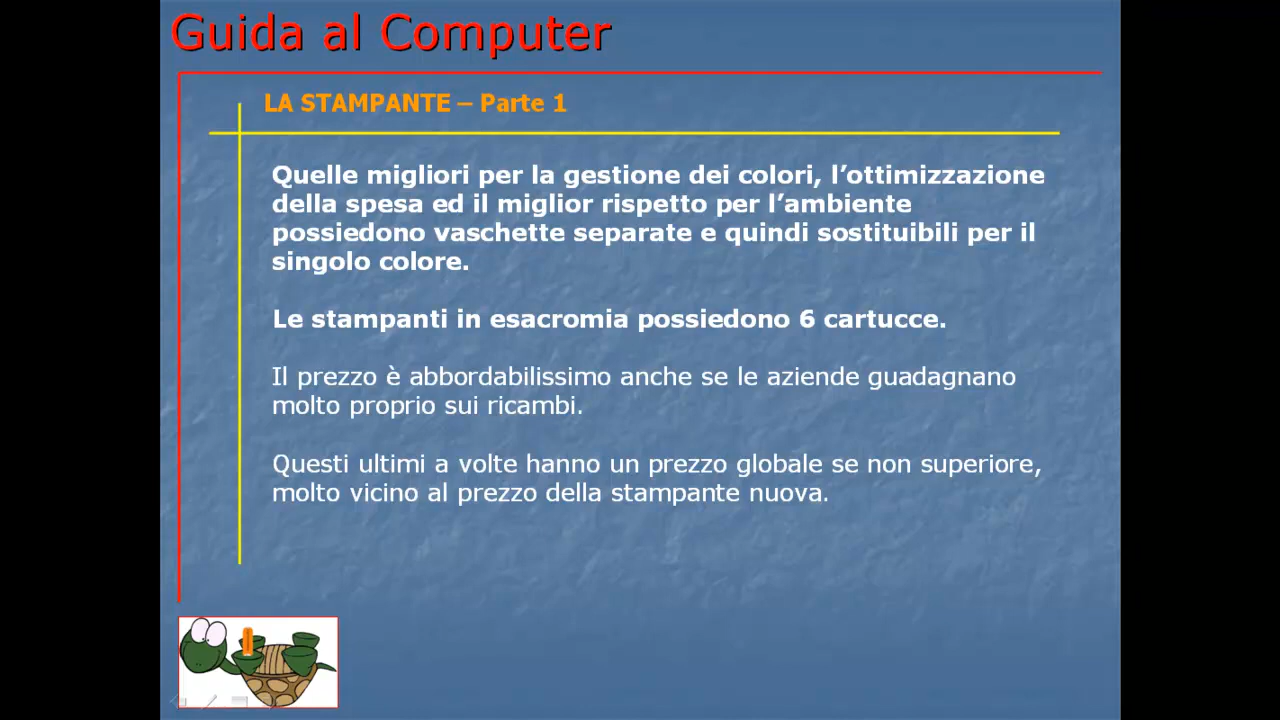 Guida al Computer
LA STAMPANTE – Parte 1
Quelle migliori per la gestione dei colori, l’ottimizzazione
della spesa ed il miglior rispetto per l’ambiente
possiedono vaschette separate e quindi sostituibili per il
singolo colore.
Le stampanti in esacromia possiedono 6 cartucce.
Il prezzo è abbordabilissimo anche se le aziende guadagnano
molto proprio sui ricambi.
Questi ultimi a volte hanno un prezzo globale se non superiore,
molto vicino al prezzo della stampante nuova.